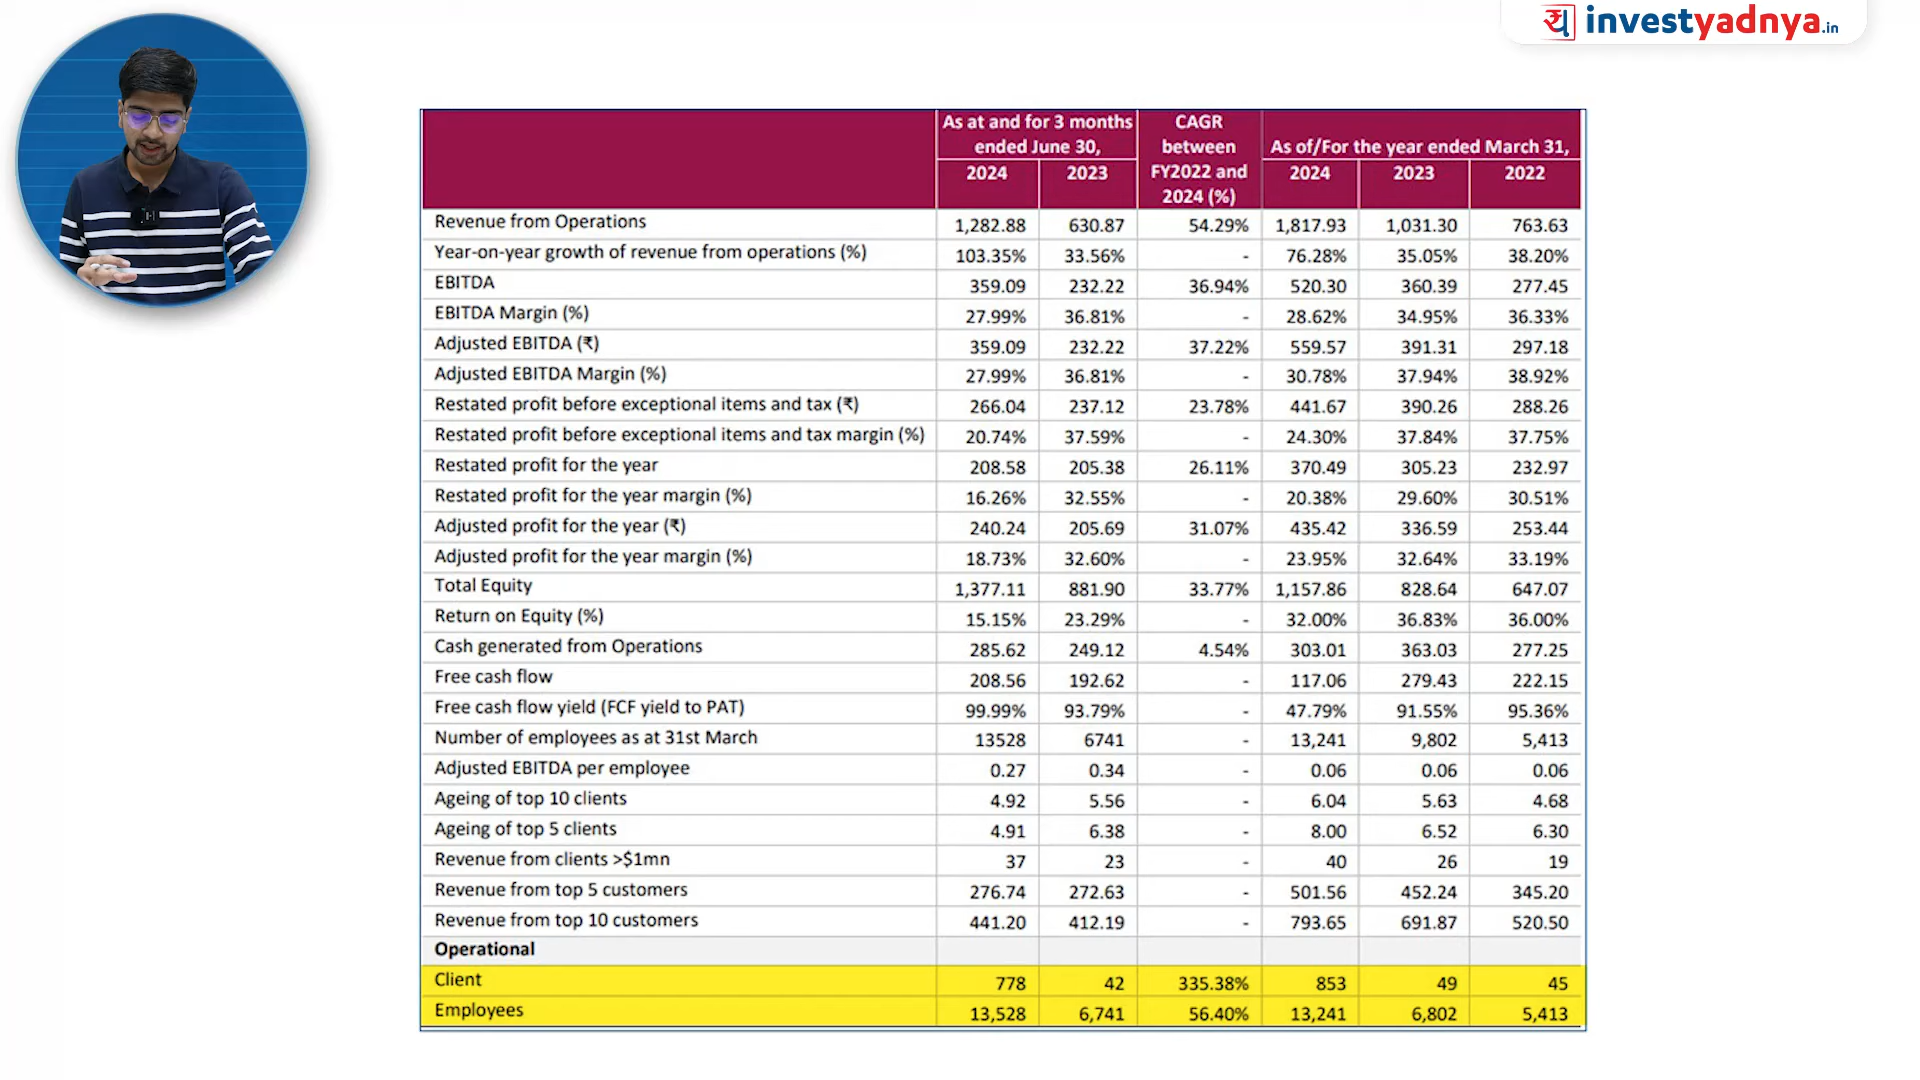 investyadnya.in
As at and for 3 months ended June 30, CAGR between FY2022 and 2024 (%) As of/For the year ended March 31,
2024 2023 2024 2023 2022
Revenue from Operations 1,282.88 630.87 54.29% 1,817.93 1,031.30 763.63
Year-on-year growth of revenue from operations (%) 103.35% 33.56% - 76.28% 35.05% 38.20%
EBITDA 359.09 232.22 36.94% 520.30 360.39 277.45
EBITDA Margin (%) 27.99% 36.81% - 28.62% 34.95% 36.33%
Adjusted EBITDA (₹) 359.09 232.22 37.22% 559.57 391.31 297.18
Adjusted EBITDA Margin (%) 27.99% 36.81% - 30.78% 37.94% 38.92%
Restated profit before exceptional items and tax (₹) 266.04 237.12 23.78% 441.67 390.26 288.26
Restated profit before exceptional items and tax margin (%) 20.74% 37.59% - 24.30% 37.84% 37.75%
Restated profit for the year 208.58 205.38 26.11% 370.49 305.23 232.97
Restated profit for the year margin (%) 16.26% 32.55% - 20.38% 29.60% 30.51%
Adjusted profit for the year (₹) 240.24 205.69 31.07% 435.42 336.59 253.44
Adjusted profit for the year margin (%) 18.73% 32.60% - 23.95% 32.64% 33.19%
Total Equity 1,377.11 881.90 33.77% 1,157.86 828.64 647.07
Return on Equity (%) 15.15% 23.29% - 32.00% 36.83% 36.00%
Cash generated from Operations 285.62 249.12 4.54% 303.01 363.03 277.25
Free cash flow 208.56 192.62 - 117.06 279.43 222.15
Free cash flow yield (FCF yield to PAT) 99.99% 93.79% - 47.79% 91.55% 95.36%
Number of employees as at 31st March 13528 6741 - 13,241 9,802 5,413
Adjusted EBITDA per employee 0.27 0.34 - 0.06 0.06 0.06
Ageing of top 10 clients 4.92 5.56 - 6.04 5.63 4.68
Ageing of top 5 clients 4.91 6.38 - 8.00 6.52 6.30
Revenue from clients >$1mn 37 23 - 40 26 19
Revenue from top 5 customers 276.74 272.63 - 501.56 452.24 345.20
Revenue from top 10 customers 441.20 412.19 - 793.65 691.87 520.50
Operational
Client 778 42 335.38% 853 49 45
Employees 13,528 6,741 56.40% 13,241 6,802 5,413